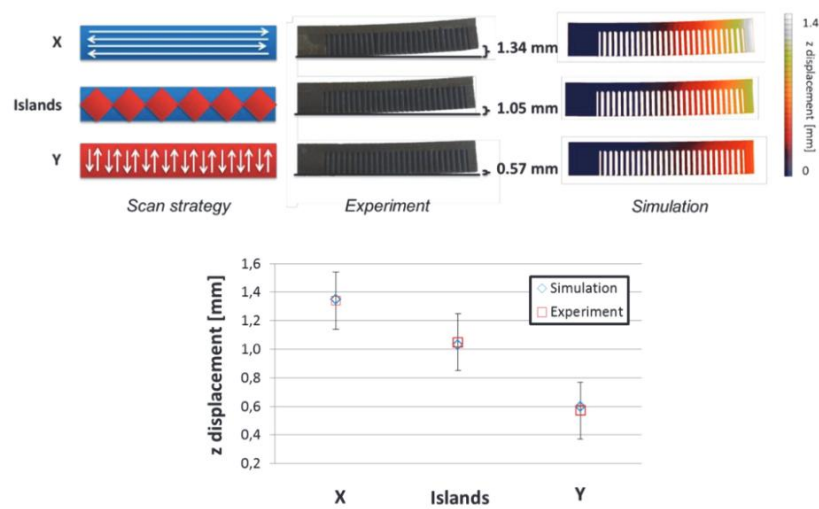 X
1.34 mm
1.4
z displacement [mm]
0
Islands
1.05 mm
Y
0.57 mm
Scan strategy
Experiment
Simulation
z displacement [mm]
1,6
1,4
1,2
1,0
0,8
0,6
0,4
0,2
Simulation
Experiment
X
Islands
Y